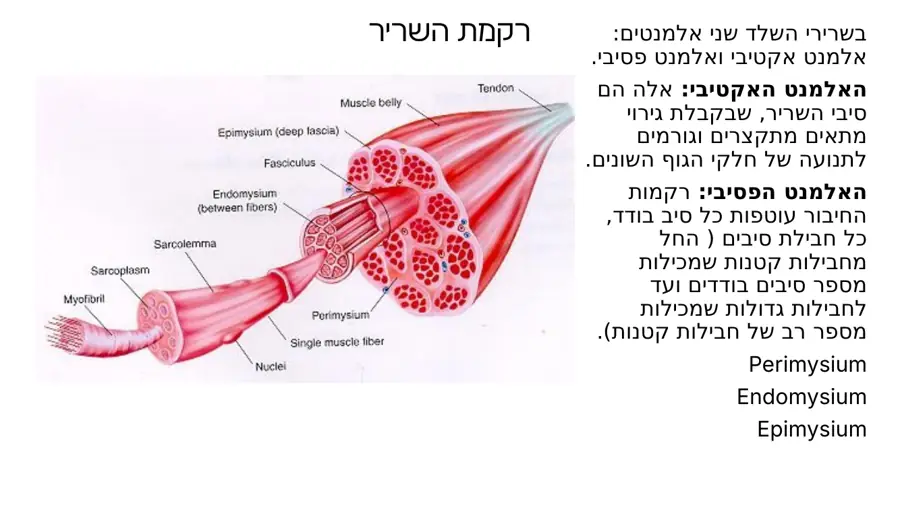 רקמת השריר
בשרירי השלד שני אלמנטים:
אלמנט אקטיבי ואלמנט פסיבי.
האלמנט האקטיבי: אלה הם
סיבי השריר, שבקבלת גירוי
מתאים מתקצרים וגורמים
לתנועה של חלקי הגוף השונים.
האלמנט הפסיבי: רקמות
החיבור עוטפות כל סיב בודד,
כל חבילת סיבים ( החל
מחבילות קטנות שמכילות
מספר סיבים בודדים ועד
לחבילות גדולות שמכילות
מספר רב של חבילות קטנות).
Perimysium
Endomysium
Epimysium
Tendon
Muscle belly
Epimysium (deep fascia)
Fasciculus
Endomysium
(between fibers)
Sarcolemma
Sarcoplasm
Myofibril
Perimysium
Single muscle fiber
Nuclei